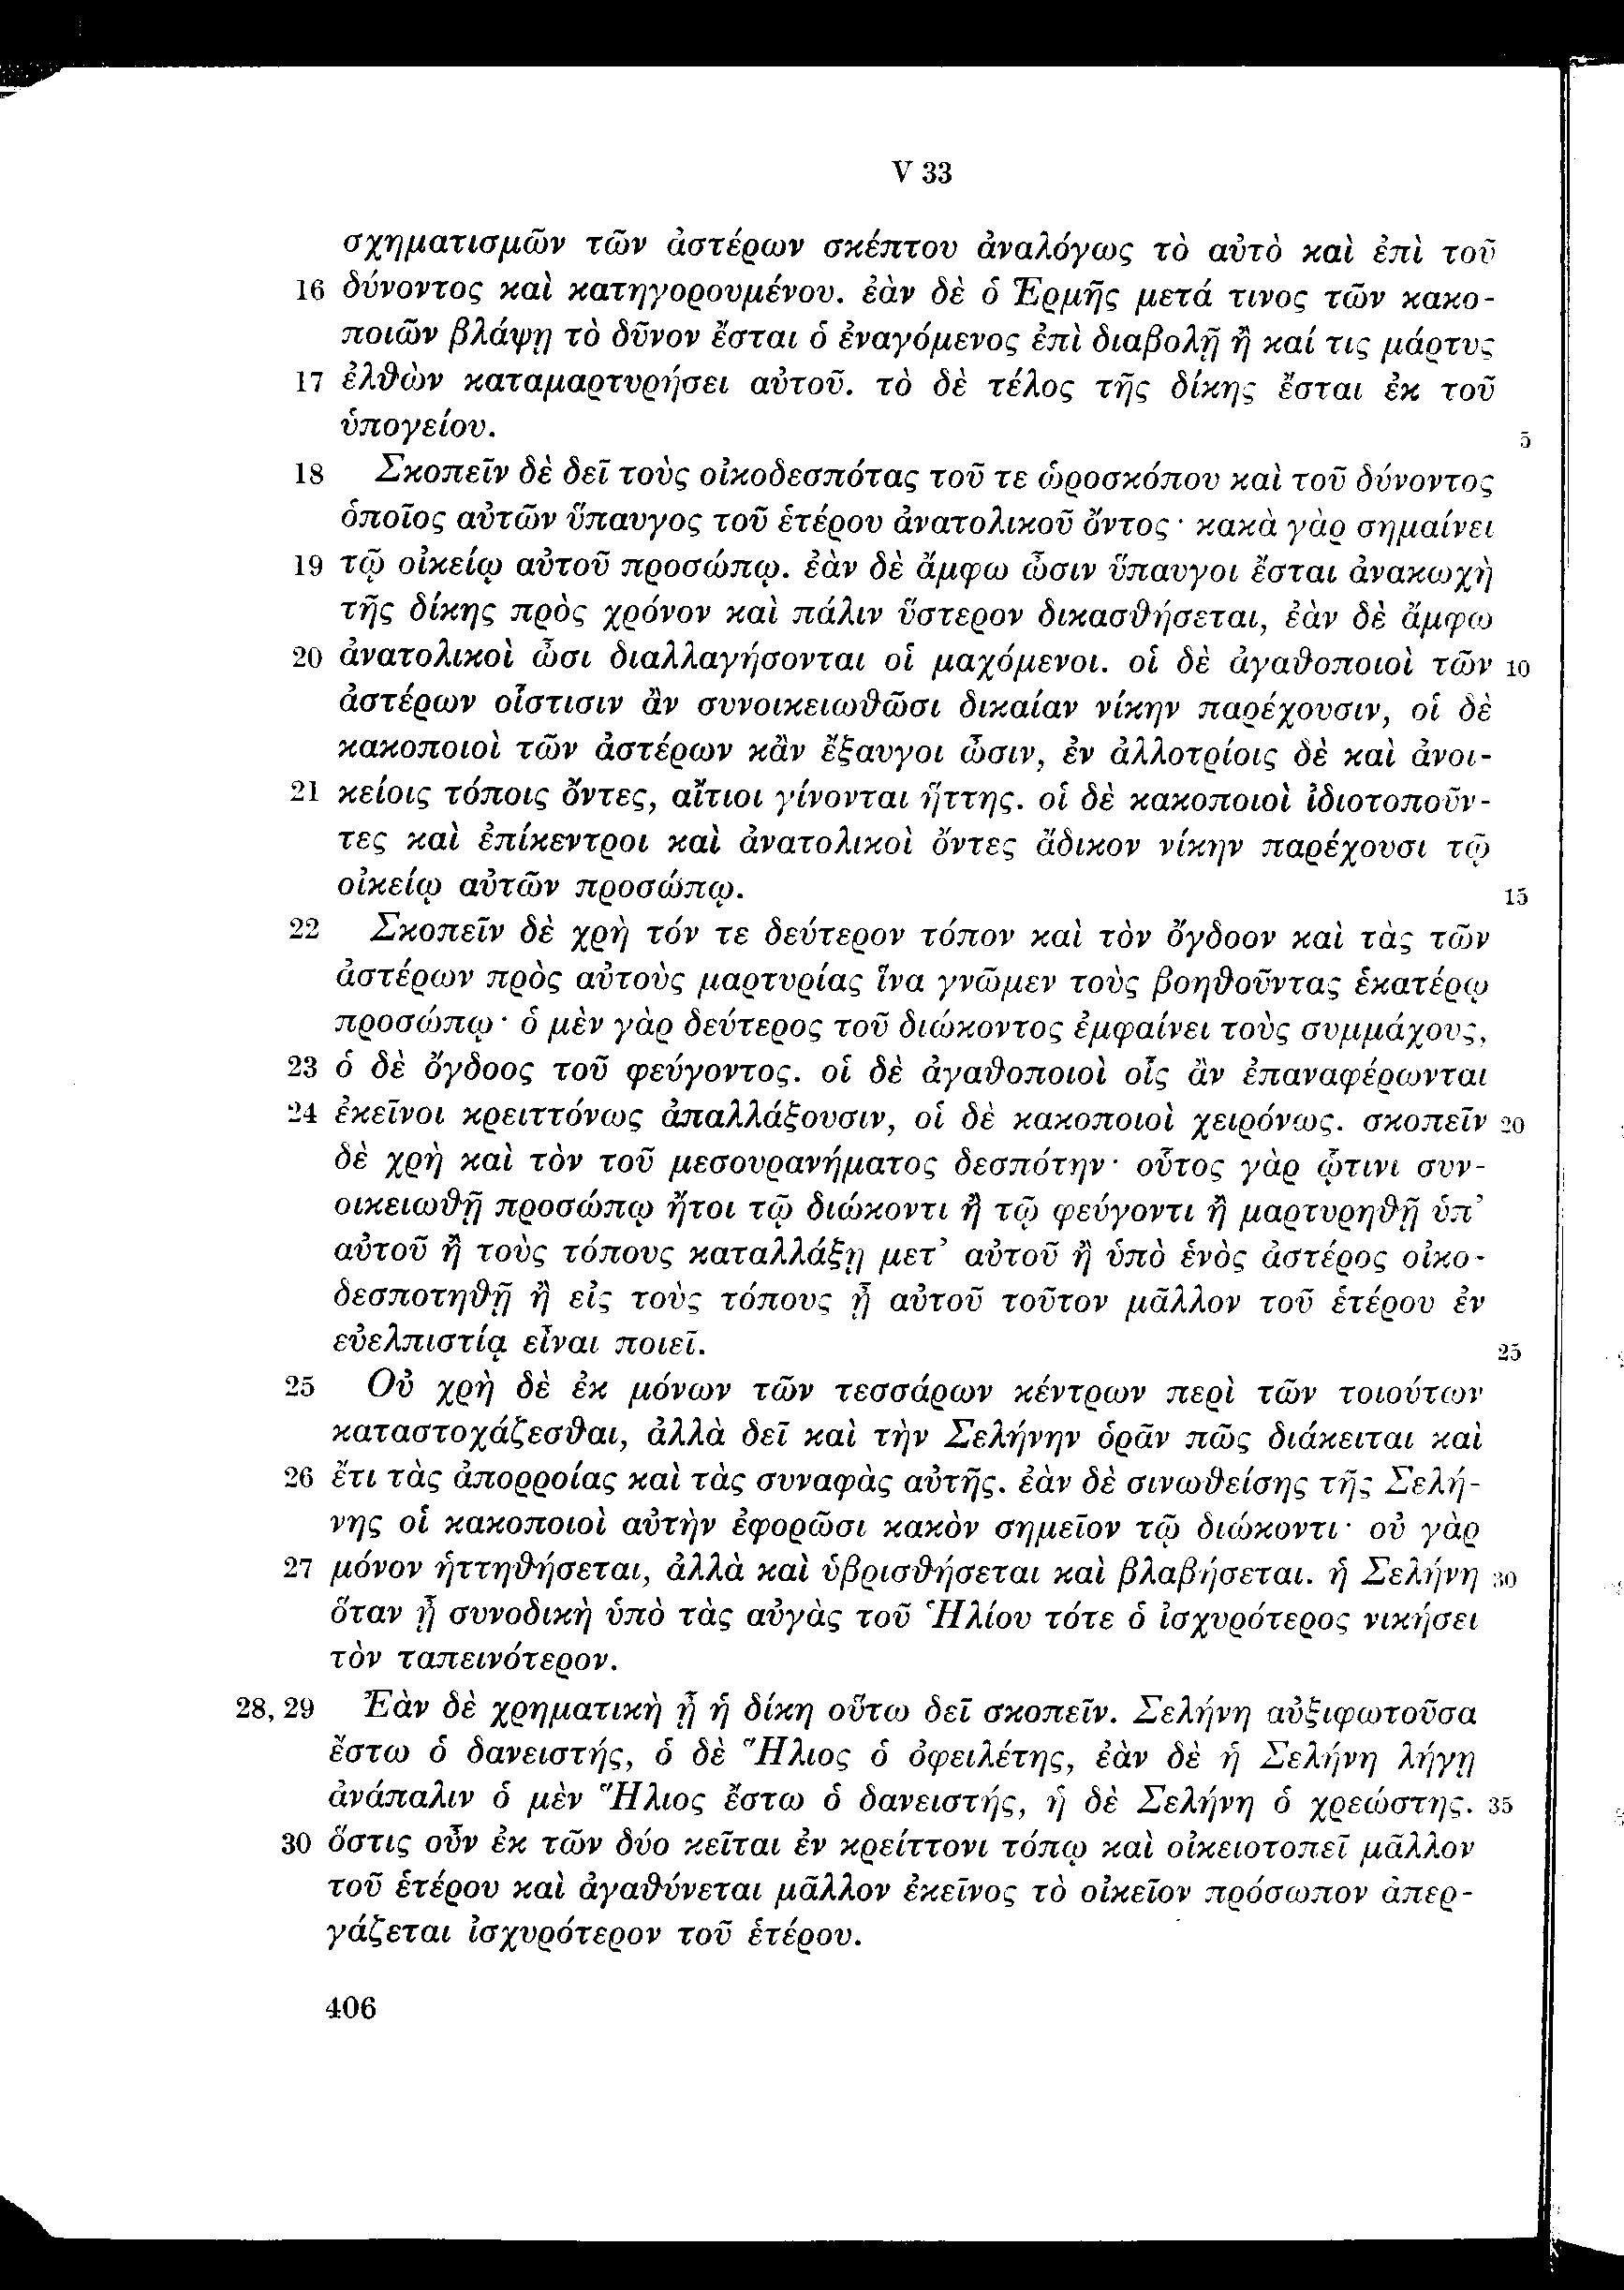 V 33
σχηματισμῶν τῶν ἀστέρων σκέπτου ἀναλόγως τὸ αὐτὸ καὶ ἐπὶ τοῦ
16 δύνοντος καὶ κατηγορουμένου. ἐὰν δὲ ὁ Ἑρμῆς μετά τινος τῶν κακο-
ποιῶν βλάψῃ τὸ δῦνον ἔσται ὁ ἐναγόμενος ἐπὶ διαβολῇ ἢ καί τις μάρτυς
17 ἐλθὼν καταμαρτυρήσει αὐτοῦ. τὸ δὲ τέλος τῆς δίκης ἔσται ἐκ τοῦ
ὑπογείου. 5
18 Σκοπεῖν δὲ δεῖ τοὺς οἰκοδεσπότας τοῦ τε ὡροσκόπου καὶ τοῦ δύνοντος
ὁποῖος αὐτῶν ὕπαυγος τοῦ ἑτέρου ἀνατολικοῦ ὄντος· κακὰ γὰρ σημαίνει
19 τῷ οἰκείῳ αὐτοῦ προσώπῳ. ἐὰν δὲ ἄμφω ὦσιν ὕπαυγοι ἔσται ἀνακωχὴ
τῆς δίκης πρὸς χρόνον καὶ πάλιν ὕστερον δικασθήσεται, ἐὰν δὲ ἄμφω
20 ἀνατολικοὶ ὦσι διαλλαγήσονται οἱ μαχόμενοι. οἱ δὲ ἀγαθοποιοὶ τῶν 10
ἀστέρων οἷστισιν ἂν συνοικειωθῶσι δικαίαν νίκην παρέχουσιν, οἱ δὲ
κακοποιοὶ τῶν ἀστέρων κἂν ἔξαυγοι ὦσιν, ἐν ἀλλοτρίοις δὲ καὶ ἀνοι-
21 κείοις τόποις ὄντες, αἴτιοι γίνονται ἥττης. οἱ δὲ κακοποιοὶ ἰδιοτοποῦν-
τες καὶ ἐπίκεντροι καὶ ἀνατολικοὶ ὄντες ἄδικον νίκην παρέχουσι τῷ
οἰκείῳ αὐτῶν προσώπῳ. 15
22 Σκοπεῖν δὲ χρὴ τόν τε δεύτερον τόπον καὶ τὸν ὄγδοον καὶ τὰς τῶν
ἀστέρων πρὸς αὐτοὺς μαρτυρίας ἵνα γνῶμεν τοὺς βοηθοῦντας ἑκατέρῳ
προσώπῳ· ὁ μὲν γὰρ δεύτερος τοῦ διώκοντος ἐμφαίνει τοὺς συμμάχους,
23 ὁ δὲ ὄγδοος τοῦ φεύγοντος. οἱ δὲ ἀγαθοποιοὶ οἷς ἂν ἐπαναφέρωνται
24 ἐκεῖνοι κρειττόνως ἀπαλλάξουσιν, οἱ δὲ κακοποιοὶ χειρόνως. σκοπεῖν 20
δὲ χρὴ καὶ τὸν τοῦ μεσουρανήματος δεσπότην· οὗτος γὰρ ᾧτινι συν-
οικειωθῇ προσώπῳ ἤτοι τῷ διώκοντι ἢ τῷ φεύγοντι ἢ μαρτυρηθῇ ὑπ’
αὐτοῦ ἢ τοὺς τόπους καταλλάξῃ μετ’ αὐτοῦ ἢ ὑπὸ ἑνὸς ἀστέρος οἰκο-
δεσποτηθῇ ἢ εἰς τοὺς τόπους ᾖ αὐτοῦ τοῦτον μᾶλλον τοῦ ἑτέρου ἐν
εὐελπιστίᾳ εἶναι ποιεῖ. 25
25 Οὐ χρὴ δὲ ἐκ μόνων τῶν τεσσάρων κέντρων περὶ τῶν τοιούτων
καταστοχάζεσθαι, ἀλλὰ δεῖ καὶ τὴν Σελήνην ὁρᾶν πῶς διάκειται καὶ
26 ἔτι τὰς ἀπορροίας καὶ τὰς συναφὰς αὐτῆς. ἐὰν δὲ σινωθείσης τῆς Σελή-
νης οἱ κακοποιοὶ αὐτὴν ἐφορῶσι κακὸν σημεῖον τῷ διώκοντι· οὐ γὰρ
27 μόνον ἡττηθήσεται, ἀλλὰ καὶ ὑβρισθήσεται καὶ βλαβήσεται. ἡ Σελήνη 30
ὅταν ᾖ συνοδικὴ ὑπὸ τὰς αὐγὰς τοῦ Ἡλίου τότε ὁ ἰσχυρότερος νικήσει
τὸν ταπεινότερον.
28, 29 Ἐὰν δὲ χρηματικὴ ᾖ ἡ δίκη οὕτω δεῖ σκοπεῖν. Σελήνη αὐξιφωτοῦσα
ἔστω ὁ δανειστής, ὁ δὲ Ἥλιος ὁ ὀφειλέτης, ἐὰν δὲ ἡ Σελήνη λήγῃ
ἀνάπαλιν ὁ μὲν Ἥλιος ἔστω ὁ δανειστής, ἡ δὲ Σελήνη ὁ χρεώστης. 35
30 ὅστις οὖν ἐκ τῶν δύο κεῖται ἐν κρείττονι τόπῳ καὶ οἰκειοτοπεῖ μᾶλλον
τοῦ ἑτέρου καὶ ἀγαθύνεται μᾶλλον ἐκεῖνος τὸ οἰκεῖον πρόσωπον ἀπερ-
γάζεται ἰσχυρότερον τοῦ ἑτέρου.
406